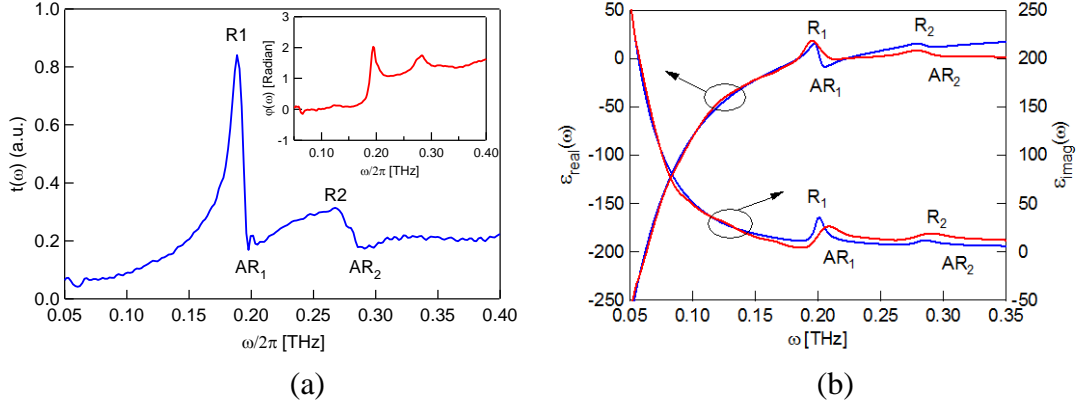 1.0
0.8
0.6
0.4
0.2
0.0
t(ω) (a.u.)
0.05 0.10 0.15 0.20 0.25 0.30 0.35 0.40
ω/2π [THz]
R1
AR1
R2
AR2
3
2
1
0
-1
φ(ω) [Radian]
0.10 0.20 0.30 0.40
ω/2π [THz]
(a)
50
0
-50
-100
-150
-200
-250
εreal(ω)
250
200
150
100
50
0
-50
εimag(ω)
0.05 0.10 0.15 0.20 0.25 0.30 0.35
ω [THz]
R1
R2
AR1
AR2
R1
R2
AR1
AR2
(b)